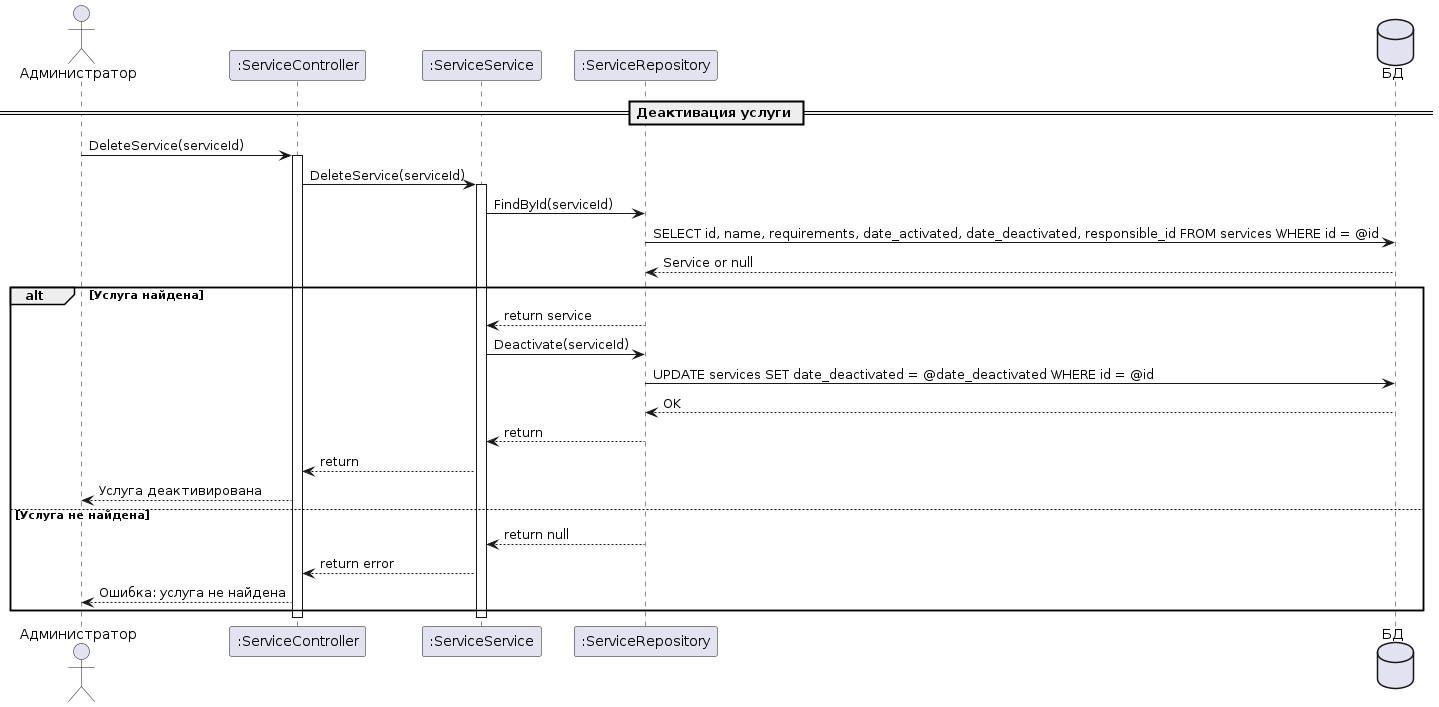 Администратор
:ServiceController
:ServiceService
:ServiceRepository
БД
Деактивация услуги
DeleteService(serviceId)
DeleteService(serviceId)
FindById(serviceId)
SELECT id, name, requirements, date_activated, date_deactivated, responsible_id FROM services WHERE id = @id
Service or null
alt
[Услуга найдена]
return service
Deactivate(serviceId)
UPDATE services SET date_deactivated = @date_deactivated WHERE id = @id
OK
return
return
Услуга деактивирована
[Услуга не найдена]
return null
return error
Ошибка: услуга не найдена
Администратор
:ServiceController
:ServiceService
:ServiceRepository
БД